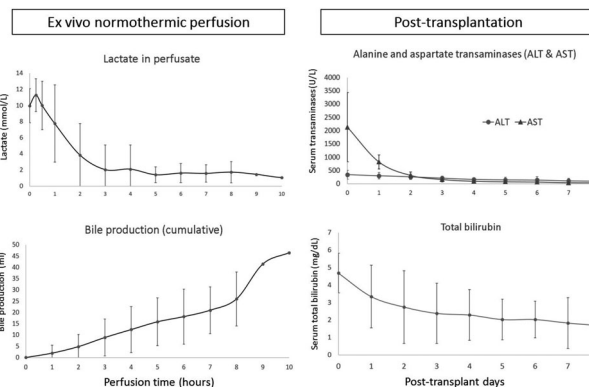 Ex vivo normothermic perfusion
Post-transplantation
Lactate in perfusate
Lactate (mmol/L)
14
12
10
8
6
4
2
0
0 1 2 3 4 5 6 7 8 9 10
Alanine and aspartate transaminases (ALT & AST)
Serum transaminases(U/L)
4000
3500
3000
2500
2000
1500
1000
500
0
ALT AST
0 1 2 3 4 5 6 7
Bile production (cumulative)
Bile production (ml)
50
45
40
35
30
25
20
15
10
5
0
0 1 2 3 4 5 6 7 8 9 10
Perfusion time (hours)
Total bilirubin
Serum total bilirubin (mg/dL)
7
6
5
4
3
2
1
0
0 1 2 3 4 5 6 7
Post-transplant days